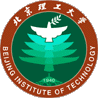 北京理工大学
1940
BEIJING INSTITUTE OF TECHNOLOGY